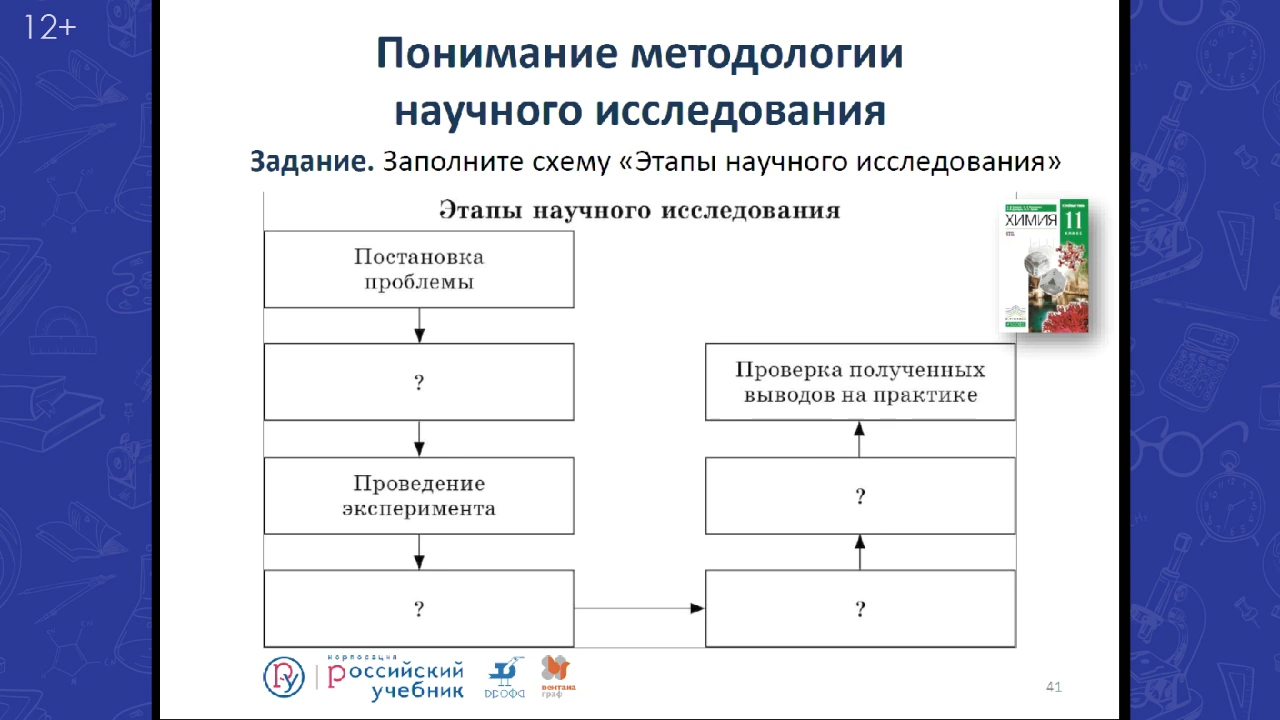 12+
Понимание методологии
научного исследования
Задание. Заполните схему «Этапы научного исследования»
Этапы научного исследования
Постановка
проблемы
?
Проведение
эксперимента
?
?
?
Проверка полученных
выводов на практике
ХИМИЯ 11
КЛАСС
корпорация
российский
учебник
дрофа
вентана
граф
41